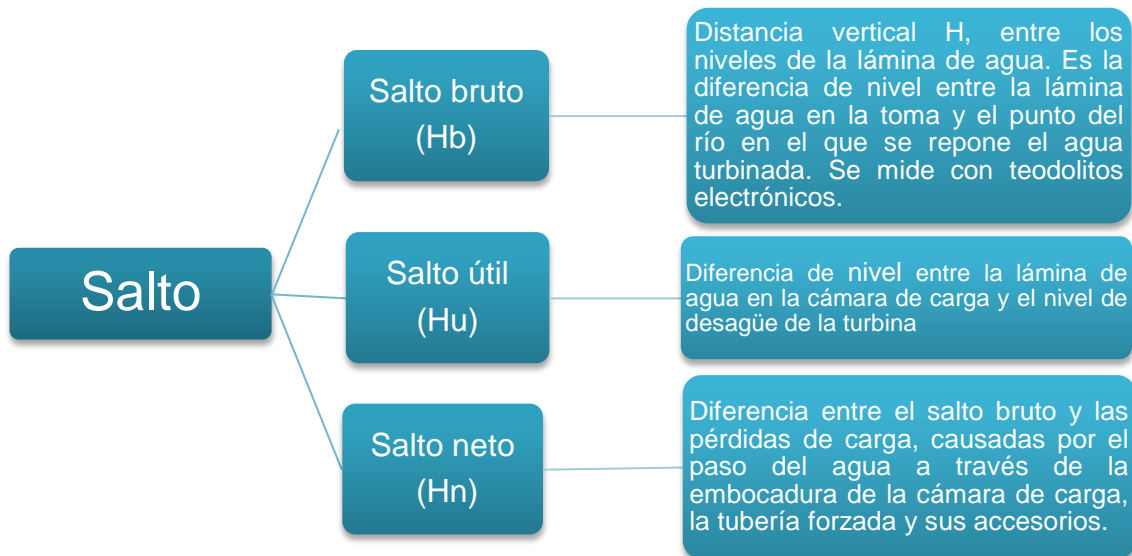 Salto
Salto bruto
(Hb)
Distancia vertical H, entre los
niveles de la lámina de agua. Es la
diferencia de nivel entre la lámina
de agua en la toma y el punto del
río en el que se repone el agua
turbinada. Se mide con teodolitos
electrónicos.
Salto útil
(Hu)
Diferencia de nivel entre la lámina de
agua en la cámara de carga y el nivel de
desagüe de la turbina
Salto neto
(Hn)
Diferencia entre el salto bruto y las
pérdidas de carga, causadas por el
paso del agua a través de la
embocadura de la cámara de carga,
la tubería forzada y sus accesorios.